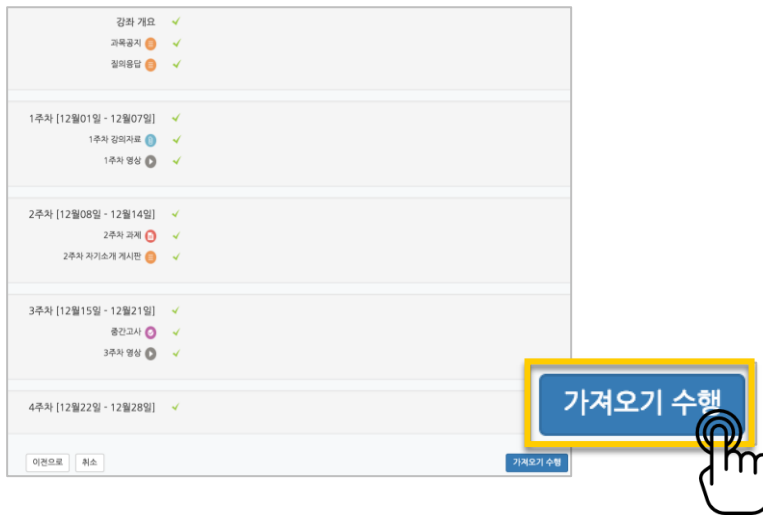 강좌 개요
과목공지
질의응답
1주차 [12월01일 - 12월07일]
1주차 강의자료
1주차 영상
2주차 [12월08일 - 12월14일]
2주차 과제
2주차 자기소개 게시판
3주차 [12월15일 - 12월21일]
중간고사
3주차 영상
4주차 [12월22일 - 12월28일]
이전으로 취소 가져오기 수행
가져오기 수행